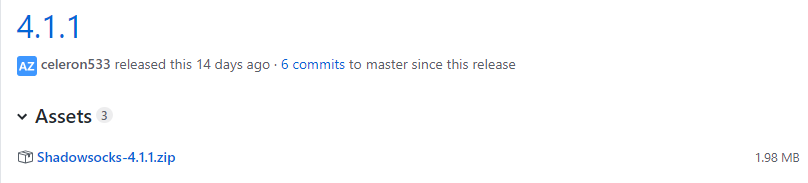 4.1.1
AZ celeron533 released this 14 days ago · 6 commits to master since this release
Assets 3
Shadowsocks-4.1.1.zip 1.98 MB